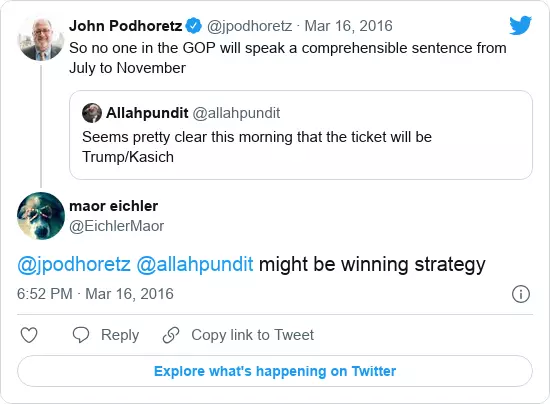 John Podhoretz @jpodhoretz · Mar 16, 2016
So no one in the GOP will speak a comprehensible sentence from
July to November
Allahpundit @allahpundit
Seems pretty clear this morning that the ticket will be
Trump/Kasich
maor eichler
@EichlerMaor
@jpodhoretz @allahpundit might be winning strategy
6:52 PM · Mar 16, 2016
Reply
Copy link to Tweet
Explore what's happening on Twitter